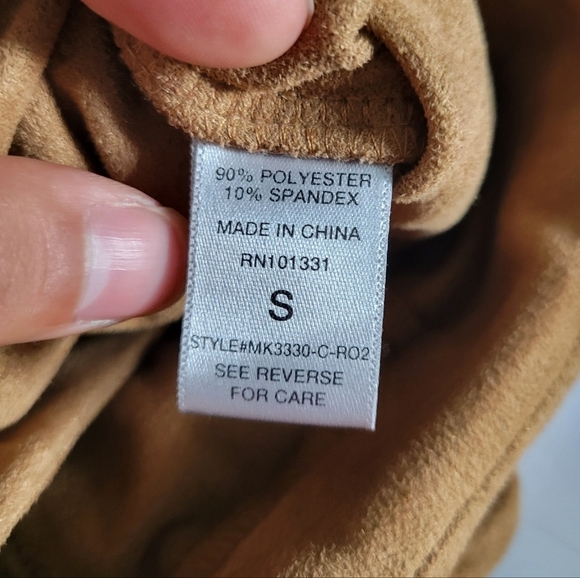 90% POLYESTER
10% SPANDEX
MADE IN CHINA
RN101331
S
STYLE#MK3330-C-RO2
SEE REVERSE
FOR CARE